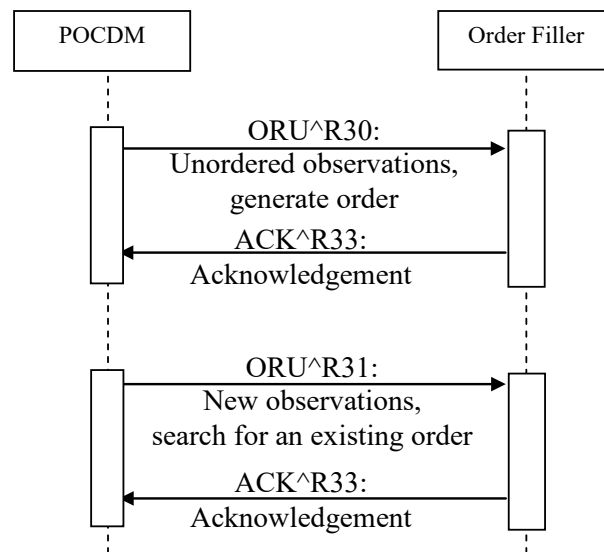 POCDM
Order Filler
ORU^R30:
Unordered observations,
generate order
ACK^R33:
Acknowledgement
ORU^R31:
New observations,
search for an existing order
ACK^R33:
Acknowledgement